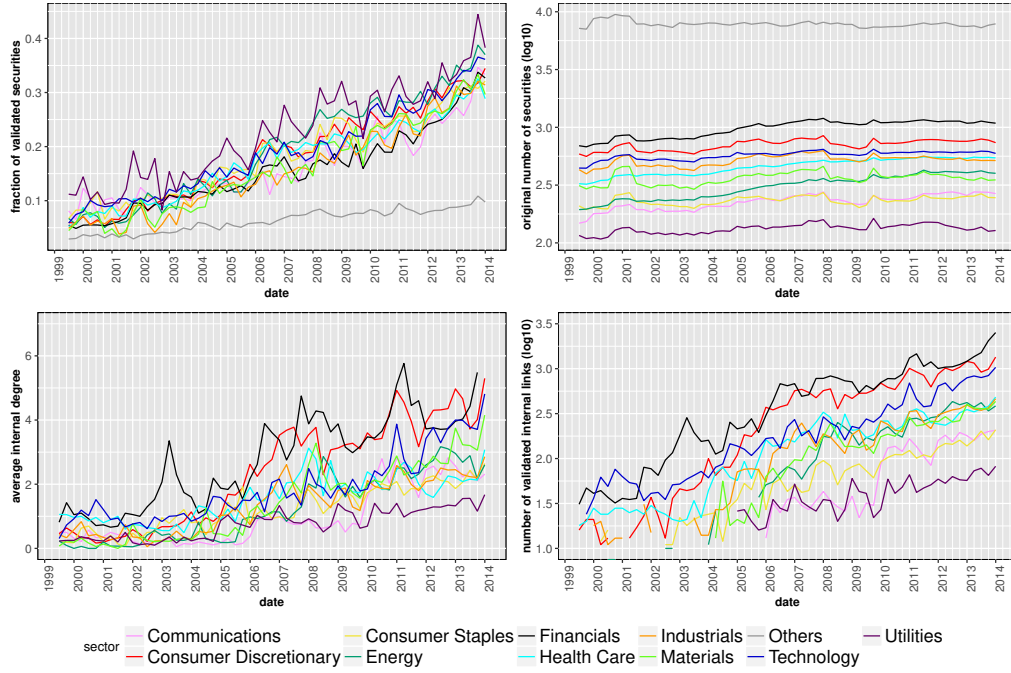 fraction of validated securities
0.4
0.3
0.2
0.1
1999 2000 2001 2002 2003 2004 2005 2006 2007 2008 2009 2010 2011 2012 2013 2014
date
original number of securities (log10)
4.0
3.5
3.0
2.5
2.0
1999 2000 2001 2002 2003 2004 2005 2006 2007 2008 2009 2010 2011 2012 2013 2014
date
average internal degree
6
4
2
0
1999 2000 2001 2002 2003 2004 2005 2006 2007 2008 2009 2010 2011 2012 2013 2014
date
number of validated internal links (log10)
3.5
3.0
2.5
2.0
1.5
1.0
1999 2000 2001 2002 2003 2004 2005 2006 2007 2008 2009 2010 2011 2012 2013 2014
date
sector
Communications Consumer Staples Financials Industrials Others Utilities
Consumer Discretionary Energy Health Care Materials Technology